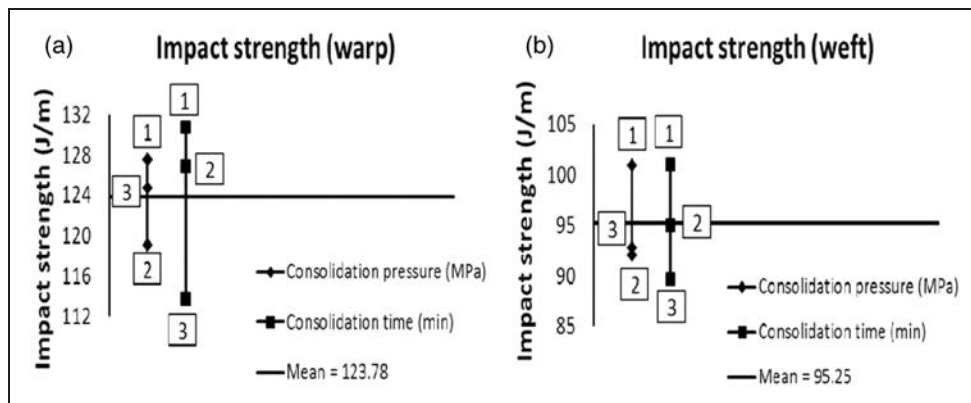 (a)
Impact strength (warp)
Impact strength (J/m)
132
128
124
120
116
112
1
1
2
3
2
3
Consolidation pressure (MPa)
Consolidation time (min)
Mean = 123.78
(b)
Impact strength (weft)
Impact strength (J/m)
105
100
95
90
85
1
1
3
2
2
3
Consolidation pressure (MPa)
Consolidation time (min)
Mean = 95.25